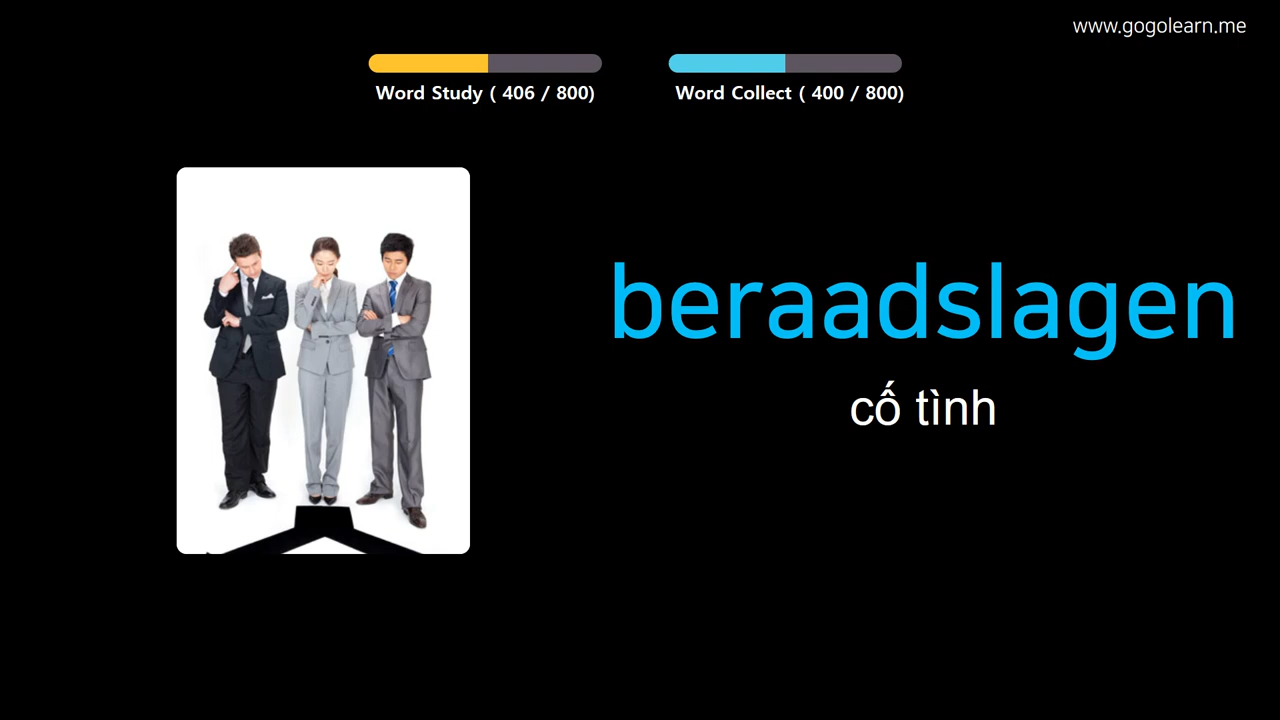 www.gogolearn.me
Word Study ( 406 / 800)
Word Collect ( 400 / 800)
beraadslagen
cố tình